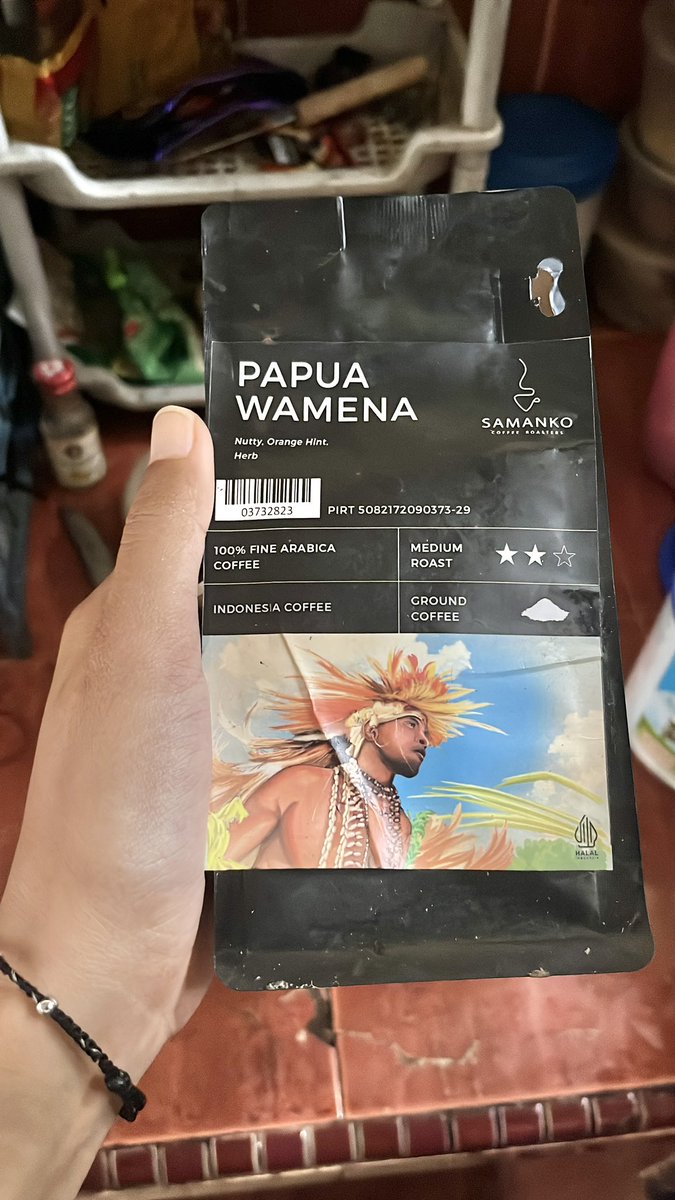 PAPUA
WAMENA
SAMANKO
COFFEE ROASTERS
Nutty, Orange Hint,
Herb
03732823
PIRT 5082172090373-29
100% FINE ARABICA
COFFEE
MEDIUM
ROAST
INDONESIA COFFEE
GROUND
COFFEE
HALAL
INDONESIA